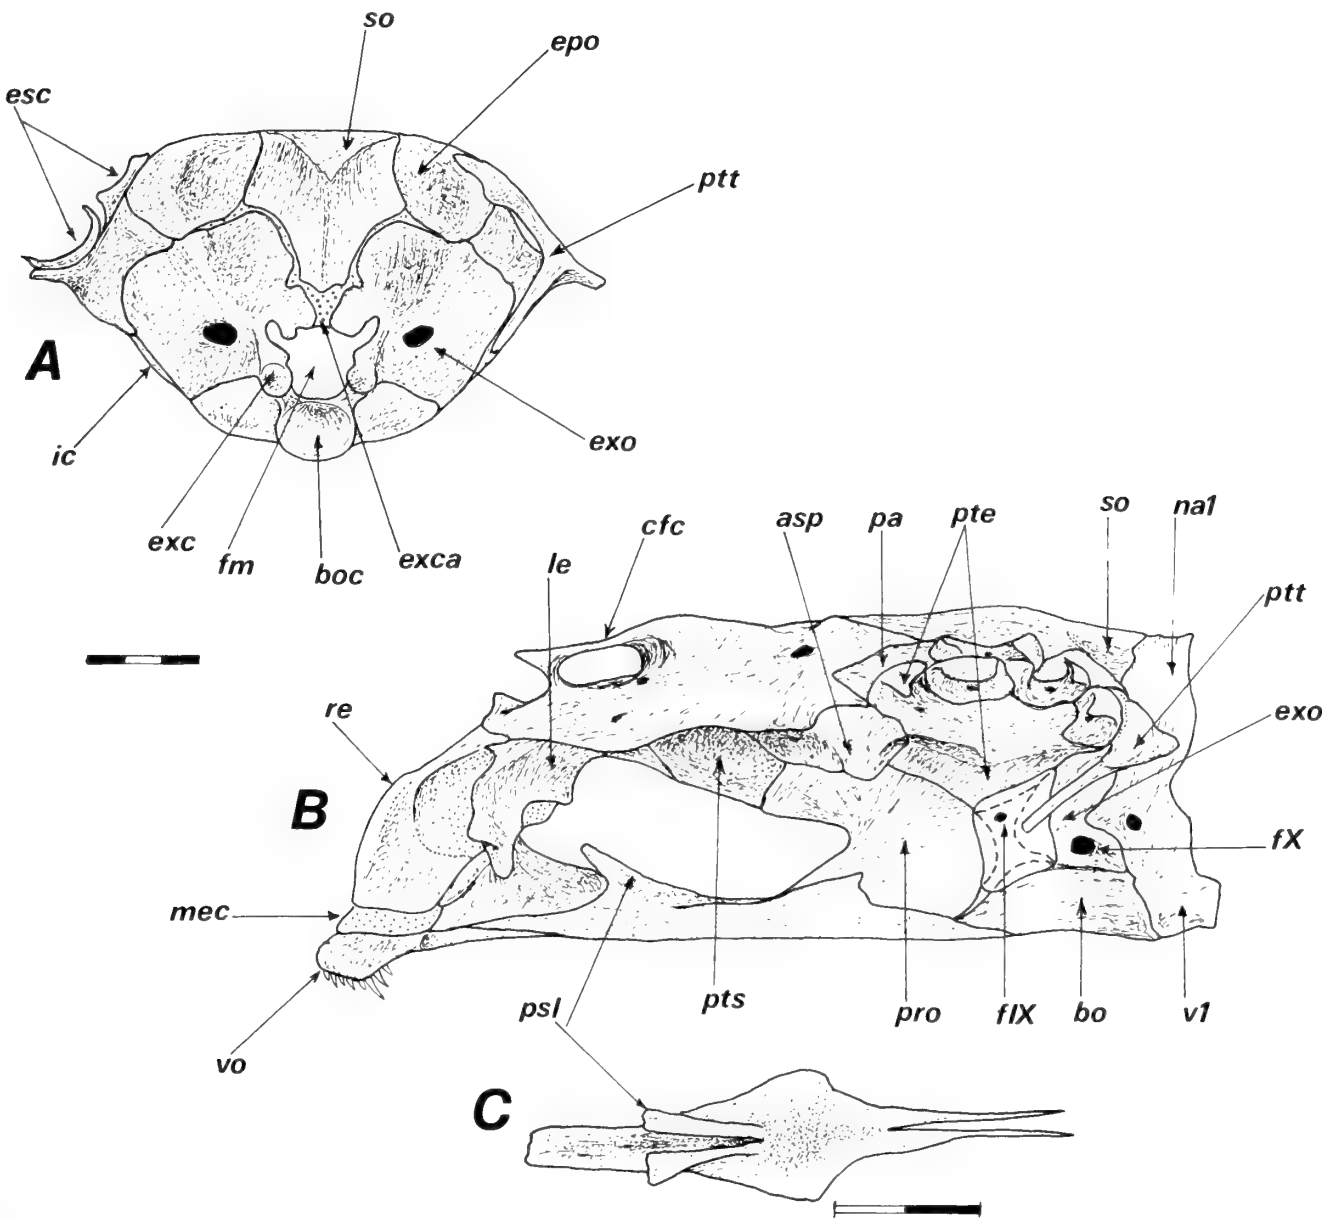 so
epo
esc
ptt
A
ic
exo
exc
fm
boc
exca
cfc
asp
pa
pte
so
na1
le
ptt
re
exo
B
fX
mec
psl
pts
pro
fIX
bo
v1
vo
C